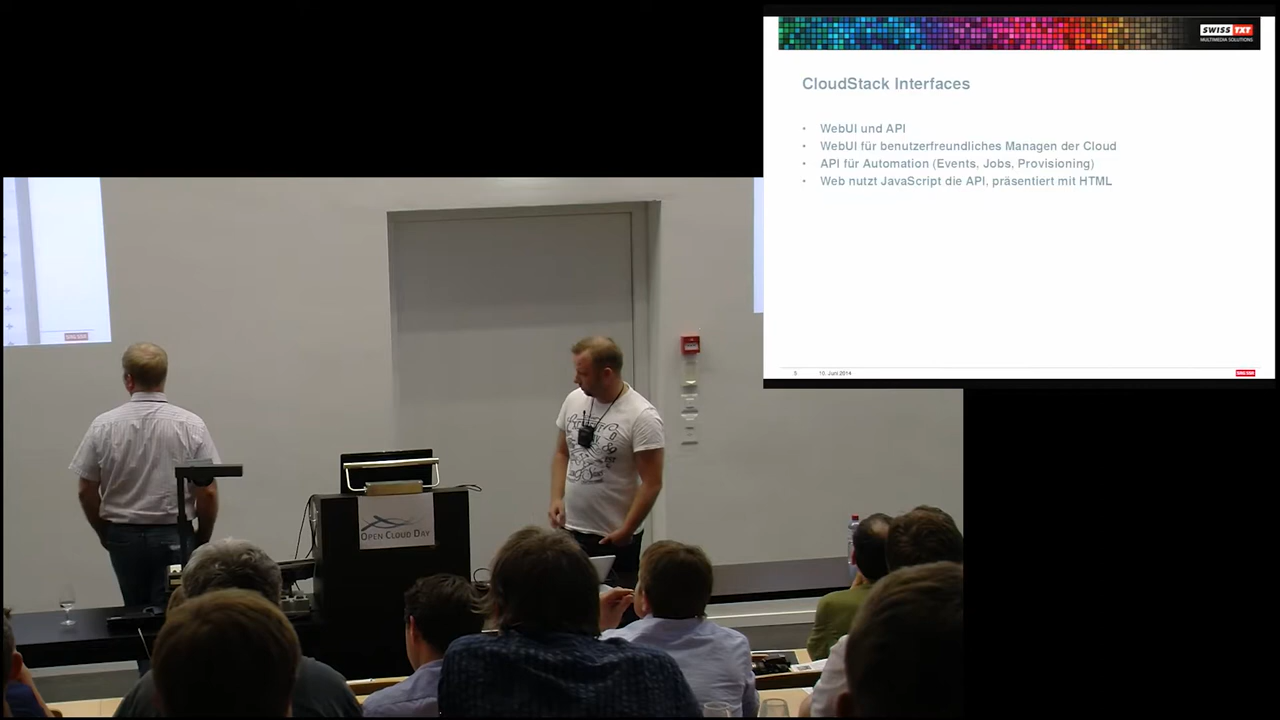 SWISS TXT
MULTIMEDIA SOLUTIONS
CloudStack Interfaces
• WebUI und API
• WebUI für benutzerfreundliches Managen der Cloud
• API für Automation (Events, Jobs, Provisioning)
• Web nutzt JavaScript die API, präsentiert mit HTML
5 10. Juni 2014
OPEN CLOUD DAY